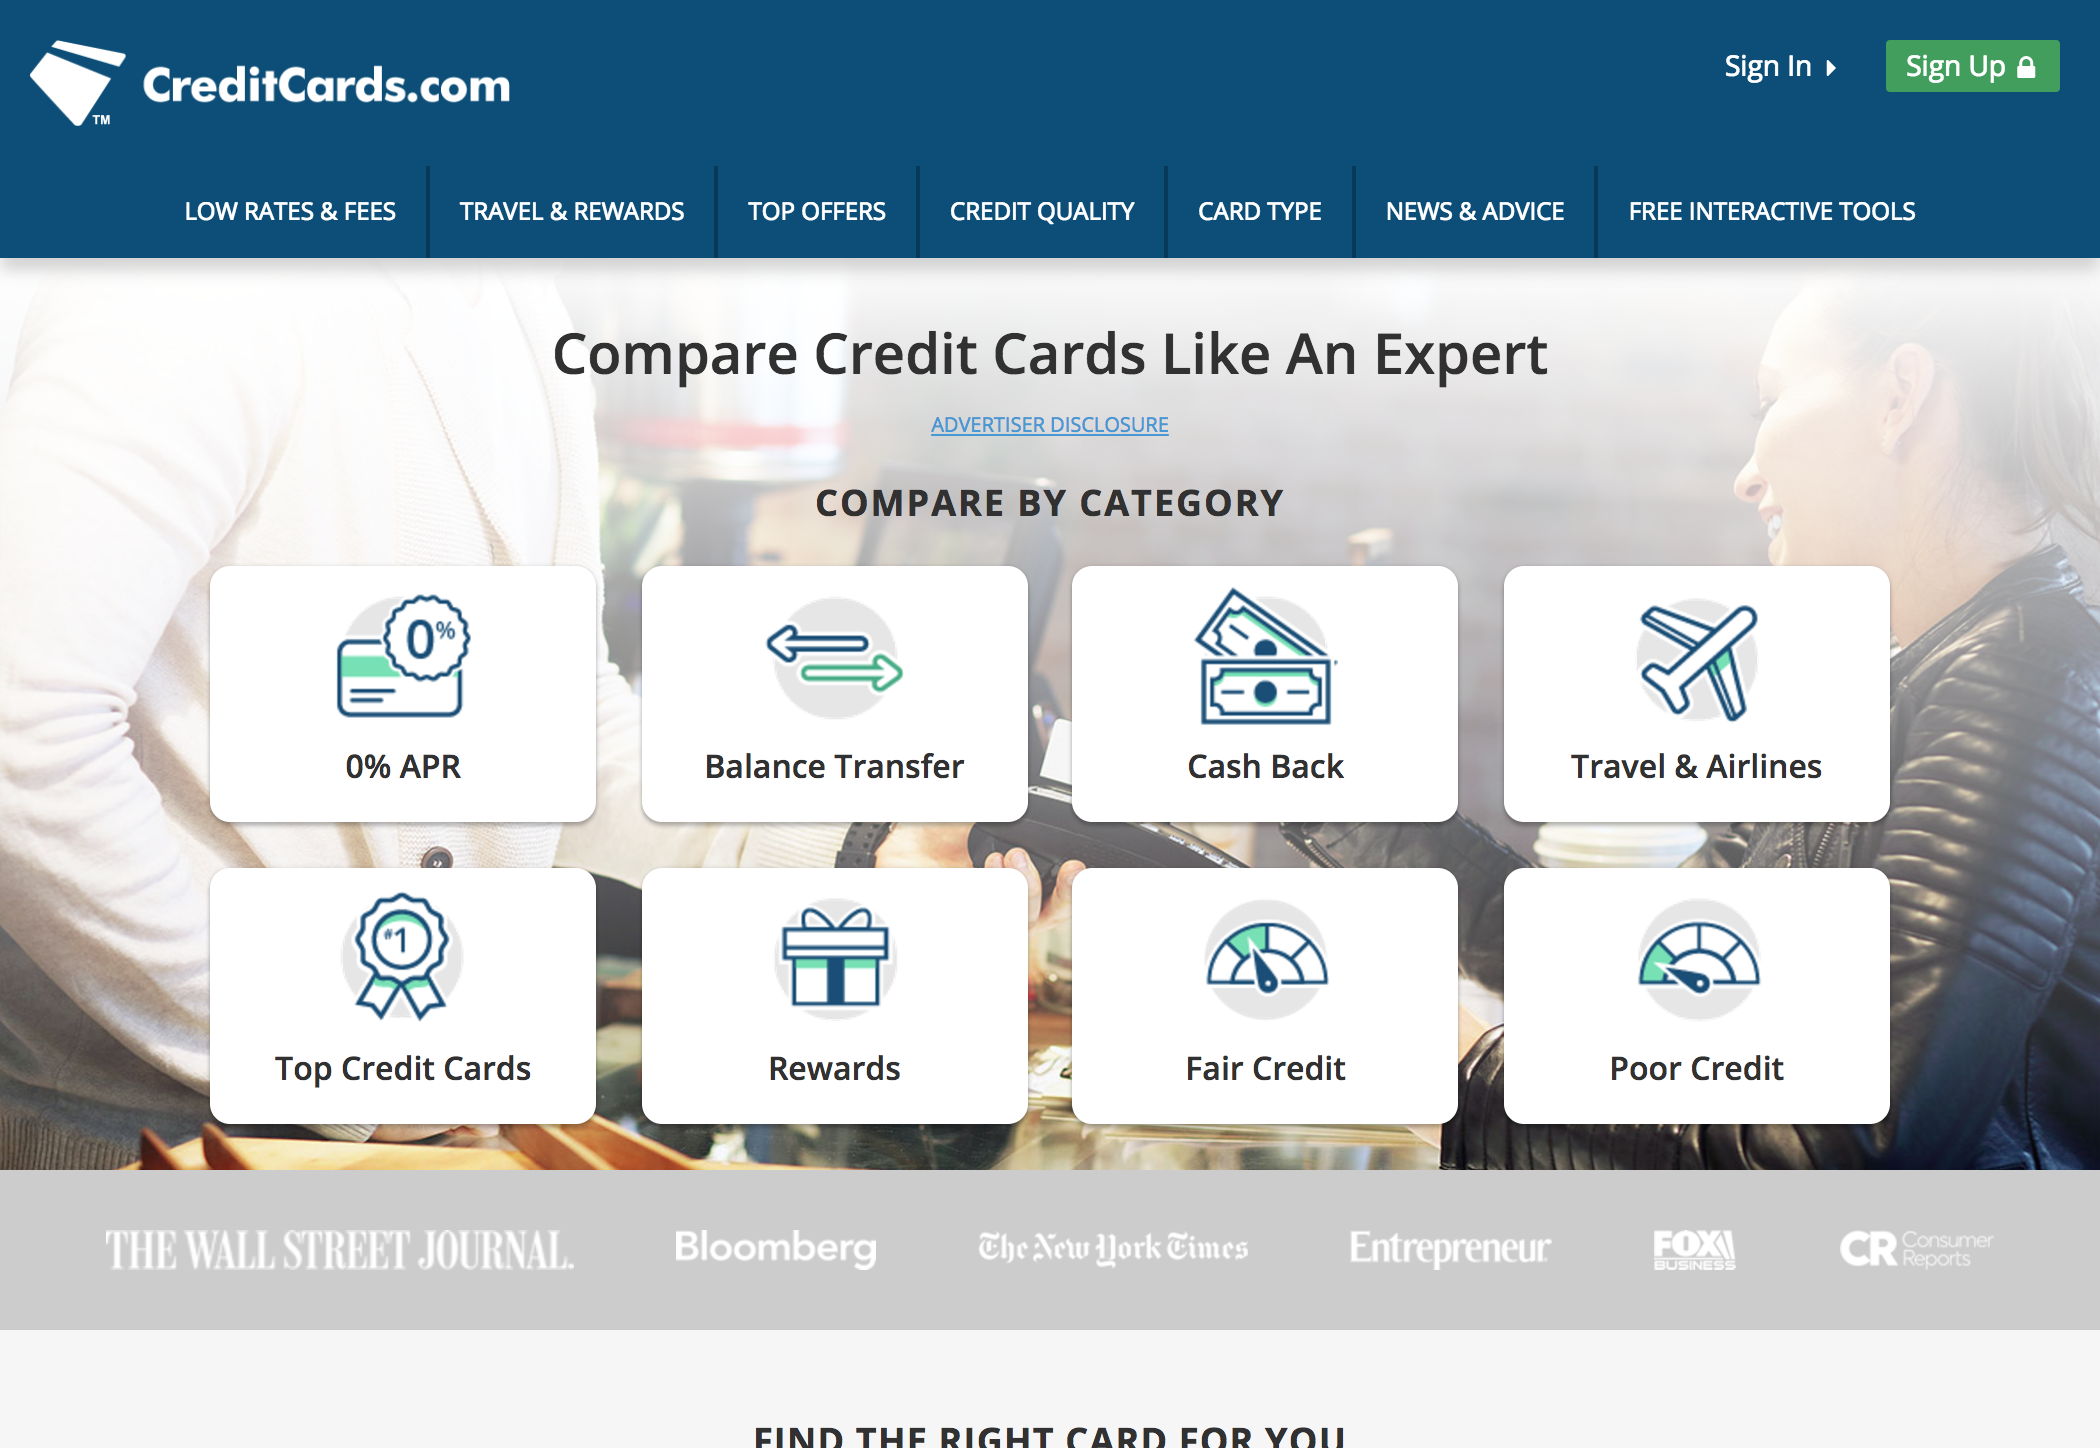 CreditCards.com
TM
Sign In
Sign Up
LOW RATES & FEES
TRAVEL & REWARDS
TOP OFFERS
CREDIT QUALITY
CARD TYPE
NEWS & ADVICE
FREE INTERACTIVE TOOLS
Compare Credit Cards Like An Expert
ADVERTISER DISCLOSURE
COMPARE BY CATEGORY
0%
0% APR
Balance Transfer
Cash Back
Travel & Airlines
#1
Top Credit Cards
Rewards
Fair Credit
Poor Credit
THE WALL STREET JOURNAL.
Bloomberg
The New York Times
Entrepreneur
FOX
BUSINESS
CR Consumer
Reports
FIND THE RIGHT CARD FOR YOU